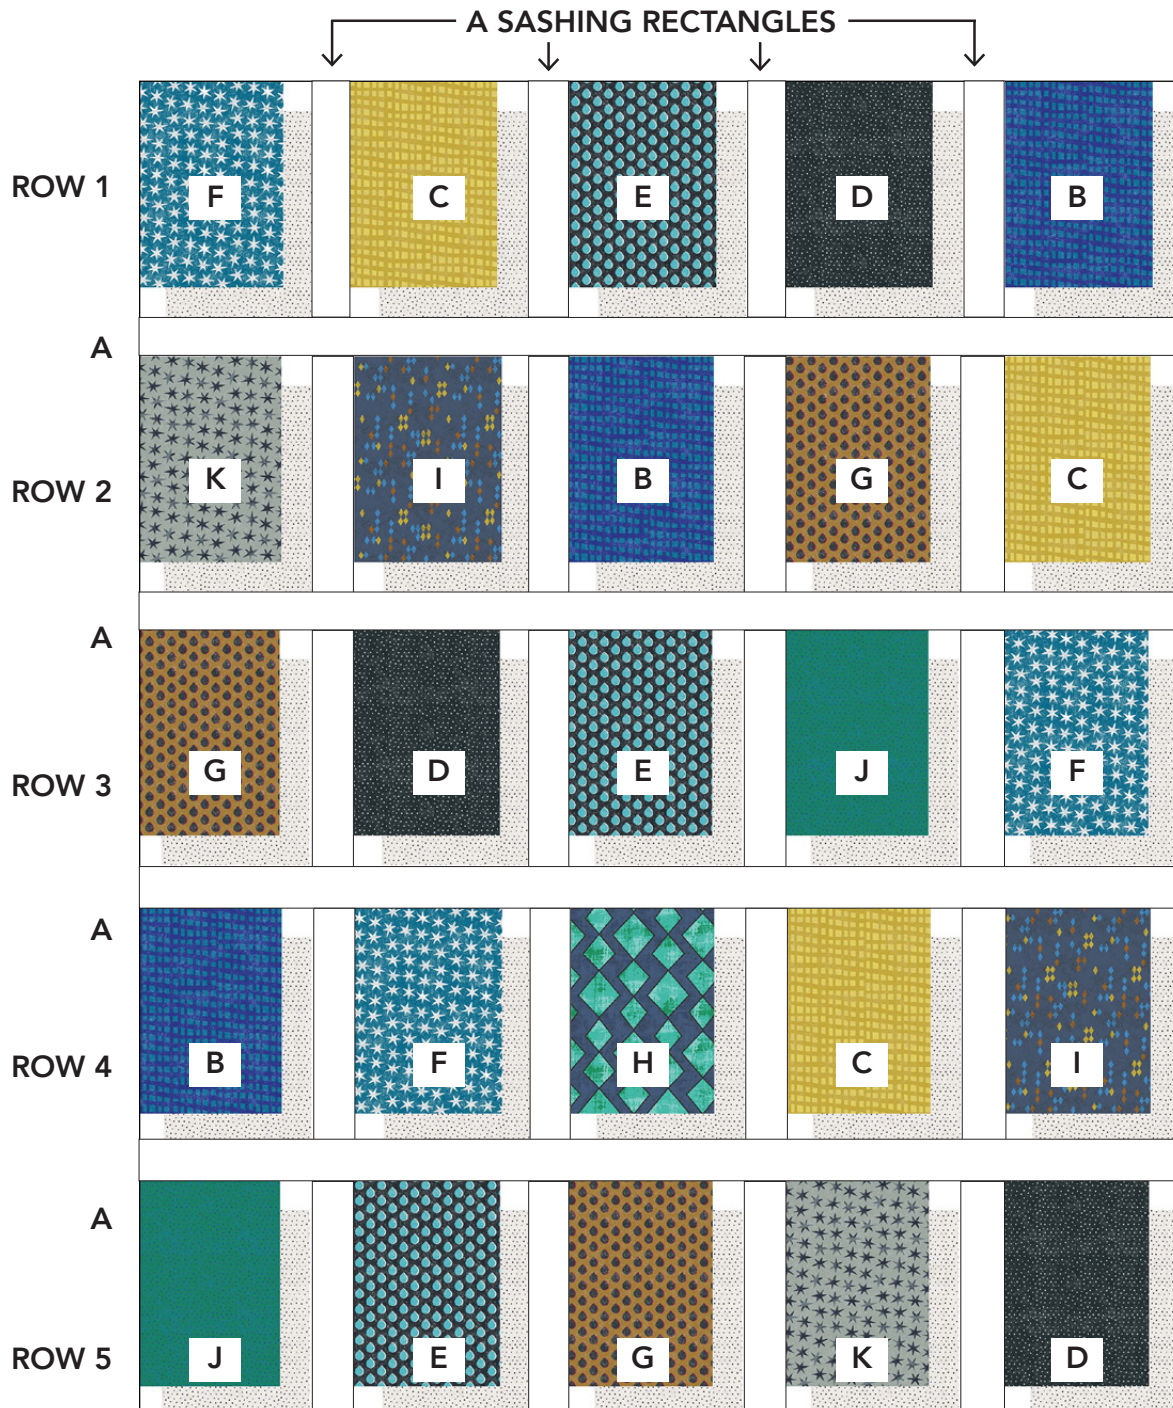 A SASHING RECTANGLES
ROW 1
F C E D B
A
ROW 2
K I B G C
A
ROW 3
G D E J F
A
ROW 4
B F H C I
A
ROW 5
J E G K D